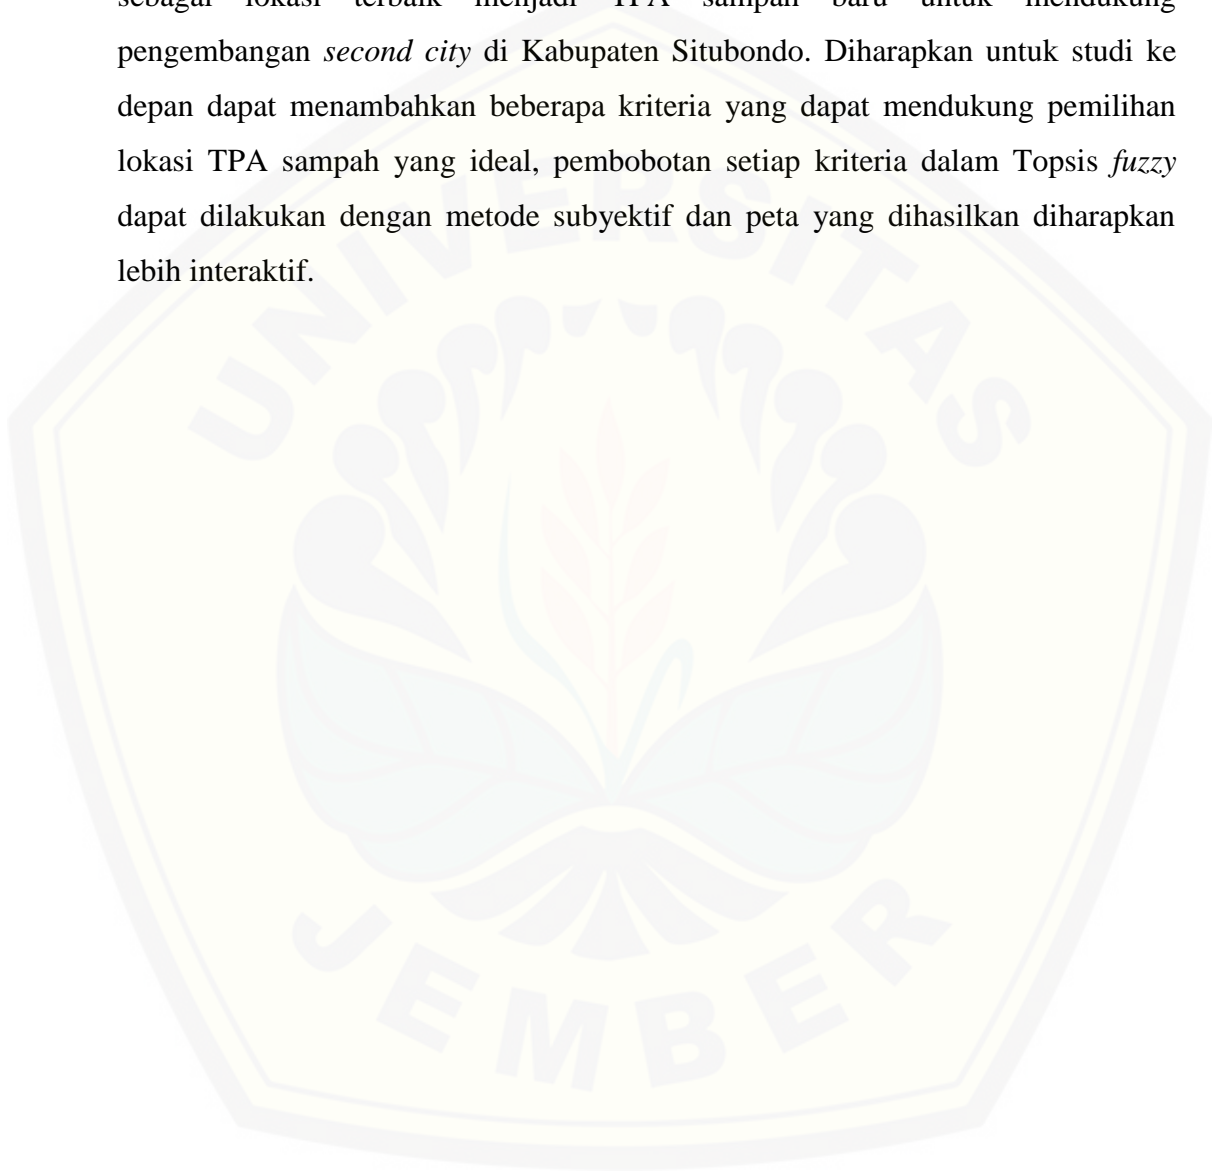 sebagai lokasi terbaik menjadi TPA sampah baru untuk mendukung
pengembangan second city di Kabupaten Situbondo. Diharapkan untuk studi ke
depan dapat menambahkan beberapa kriteria yang dapat mendukung pemilihan
lokasi TPA sampah yang ideal, pembobotan setiap kriteria dalam Topsis fuzzy
dapat dilakukan dengan metode subyektif dan peta yang dihasilkan diharapkan
lebih interaktif.
UNIVERSITAS
JEMBER